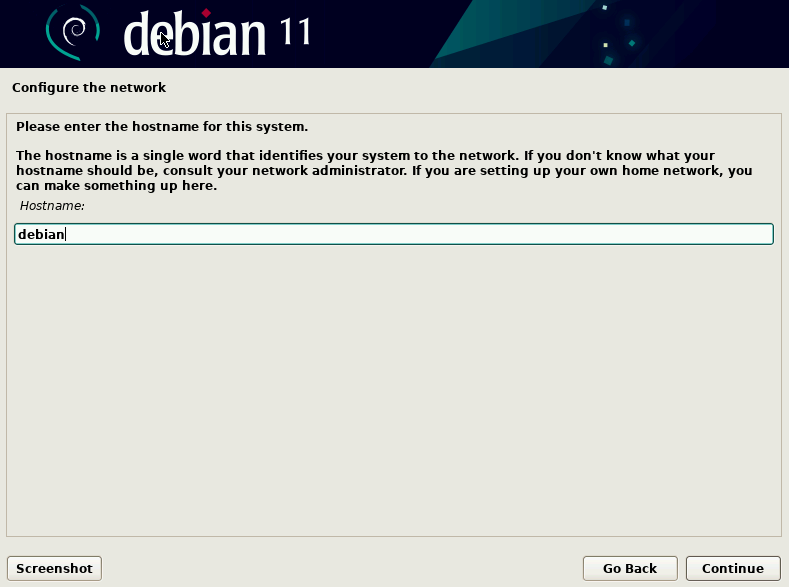 debian 11
Configure the network
Please enter the hostname for this system.
The hostname is a single word that identifies your system to the network. If you don't know what your
hostname should be, consult your network administrator. If you are setting up your own home network, you
can make something up here.
Hostname:
debian
Screenshot
Go Back
Continue